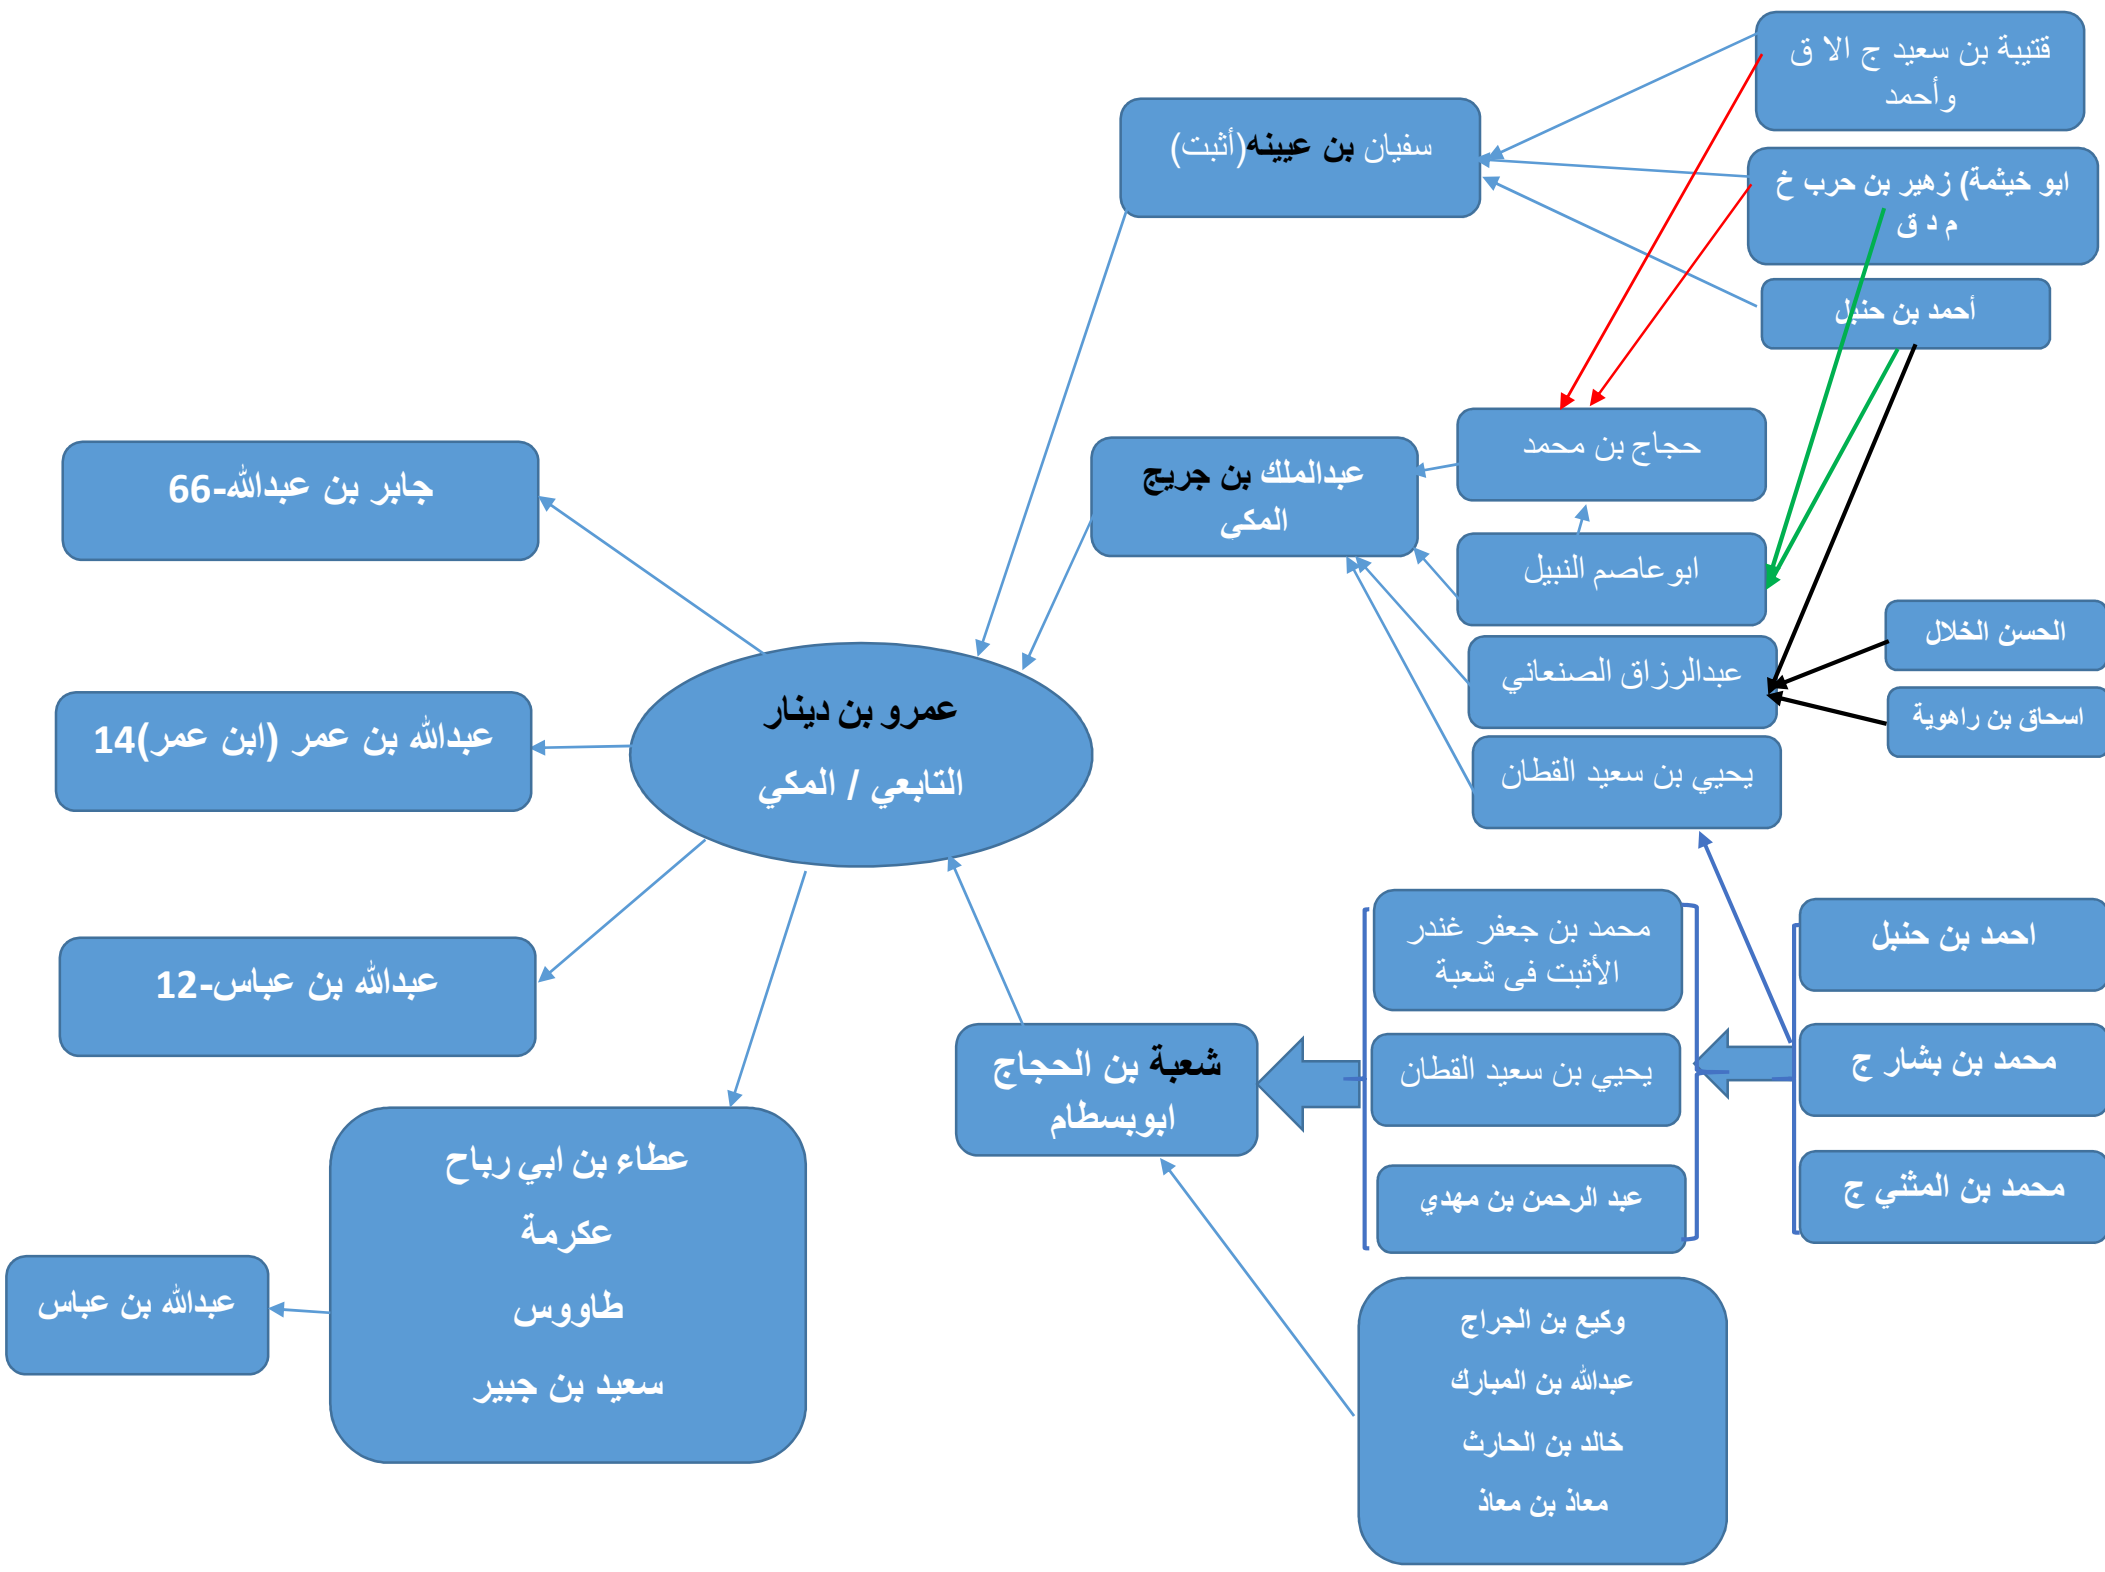 قتيبة بن سعيد ج الا ق
وأحمد
سفيان بن عيينه(أثبت)
ابو خيثمة) زهير بن حرب خ
م د ق
أحمد بن حنبل
حجاج بن محمد
عبدالملك بن جريج
المكي
جابر بن عبدالله-66
ابوعاصم النبيل
الحسن الخلال
عبدالرزاق الصنعاني
اسحاق بن راهوية
عمرو بن دينار
التابعي / المكي
عبدالله بن عمر (ابن عمر)14
يحيي بن سعيد القطان
محمد بن جعفر غندر
الأثبت فى شعبة
احمد بن حنبل
عبدالله بن عباس-12
شعبة بن الحجاج
ابوبسطام
يحيي بن سعيد القطان
محمد بن بشار ج
عبد الرحمن بن مهدي
محمد بن المثني ج
عطاء بن ابي رباح
عكرمة
طاووس
سعيد بن جبير
عبدالله بن عباس
وكيع بن الجراج
عبدالله بن المبارك
خالد بن الحارث
معاذ بن معاذ